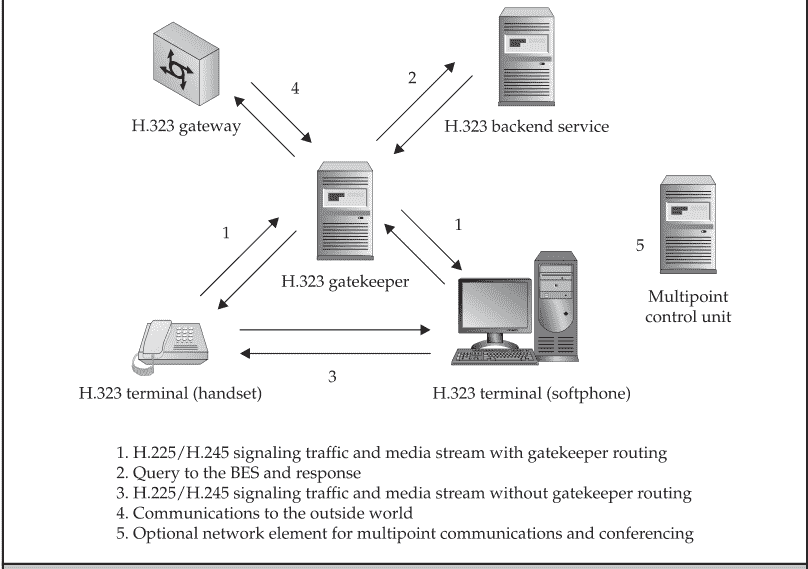 4
2
H.323 gateway
H.323 backend service
1
1
5
H.323 gatekeeper
Multipoint
control unit
3
H.323 terminal (handset)
H.323 terminal (softphone)
1. H.225/H.245 signaling traffic and media stream with gatekeeper routing
2. Query to the BES and response
3. H.225/H.245 signaling traffic and media stream without gatekeeper routing
4. Communications to the outside world
5. Optional network element for multipoint communications and conferencing